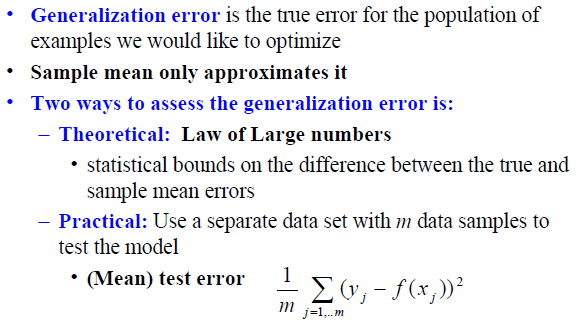 • Generalization error is the true error for the population of
examples we would like to optimize
• Sample mean only approximates it
• Two ways to assess the generalization error is:
– Theoretical: Law of Large numbers
• statistical bounds on the difference between the true and
sample mean errors
– Practical: Use a separate data set with m data samples to
test the model
• (Mean) test error 1/m ∑_{j=1,..m} (y_j − f(x_j))²